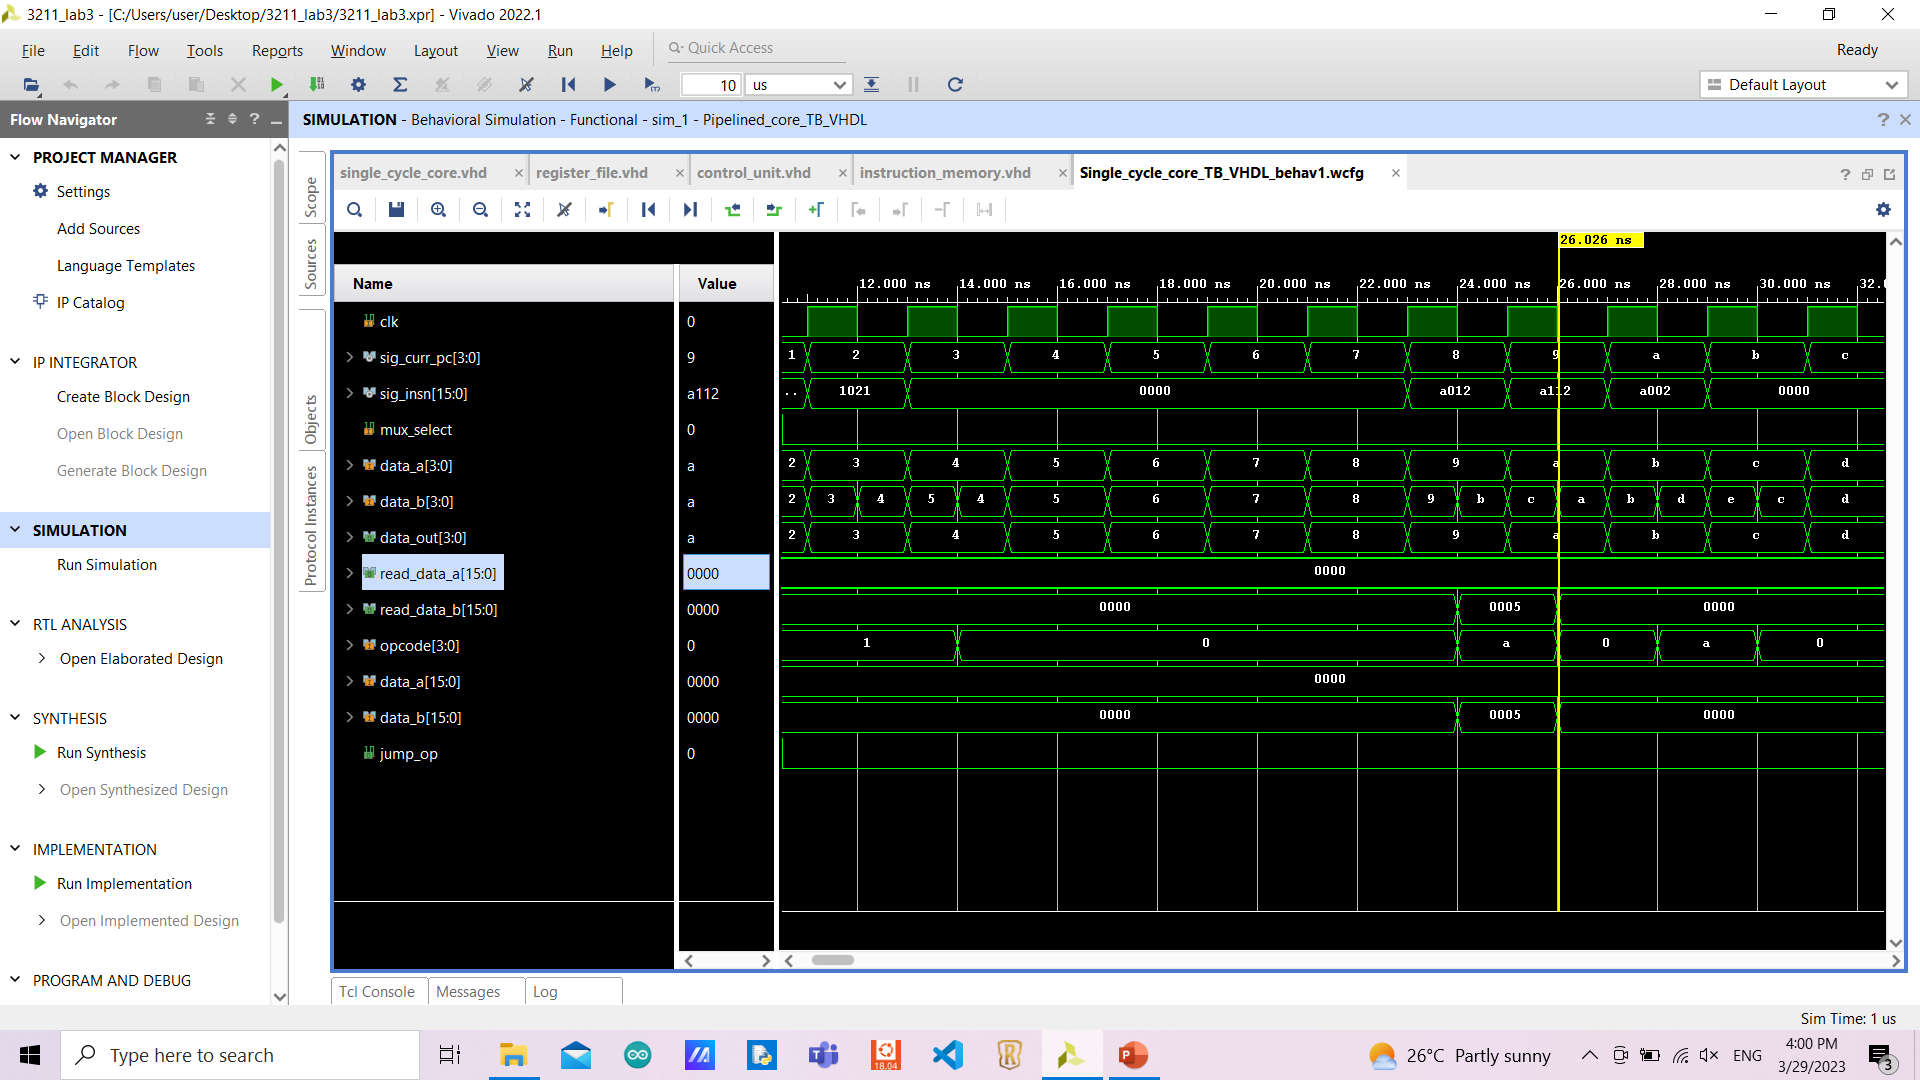 3211_lab3 - [C:/Users/user/Desktop/3211_lab3/3211_lab3.xpr] - Vivado 2022.1
File Edit Flow Tools Reports Window Layout View Run Help Quick Access Ready
10 us Default Layout
Flow Navigator
SIMULATION - Behavioral Simulation - Functional - sim_1 - Pipelined_core_TB_VHDL
PROJECT MANAGER
Settings
Add Sources
Language Templates
IP Catalog
IP INTEGRATOR
Create Block Design
Open Block Design
Generate Block Design
SIMULATION
Run Simulation
RTL ANALYSIS
Open Elaborated Design
SYNTHESIS
Run Synthesis
Open Synthesized Design
IMPLEMENTATION
Run Implementation
Open Implemented Design
PROGRAM AND DEBUG
Scope
Sources
Objects
Protocol Instances
single_cycle_core.vhd register_file.vhd control_unit.vhd instruction_memory.vhd Single_cycle_core_TB_VHDL_behav1.wcfg
26.026 ns
Name Value 12.000 ns 14.000 ns 16.000 ns 18.000 ns 20.000 ns 22.000 ns 24.000 ns 26.000 ns 28.000 ns 30.000 ns 32.0
clk 0
sig_curr_pc[3:0] 9 1 2 3 4 5 6 7 8 9 a b c
sig_insn[15:0] a112 .. 1021 0000 a012 a112 a002 0000
mux_select 0
data_a[3:0] a 2 3 4 5 6 7 8 9 a b c d
data_b[3:0] a 2 3 4 5 4 5 6 7 8 9 b c a b d e c d
data_out[3:0] a 2 3 4 5 6 7 8 9 a b c d
read_data_a[15:0] 0000 0000
read_data_b[15:0] 0000 0000 0005 0000
opcode[3:0] 0 1 0 a 0 a 0
data_a[15:0] 0000 0000
data_b[15:0] 0000 0000 0005 0000
jump_op 0
Tcl Console Messages Log
Sim Time: 1 us
Type here to search
18.04
26°C Partly sunny
ENG
4:00 PM
3/29/2023
3